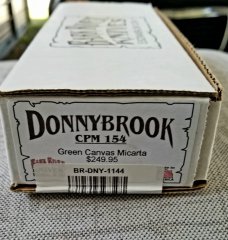 DONNYBROOK
CPM 154
Green Canvas Micarta
$249.95
BR-DNY-1144